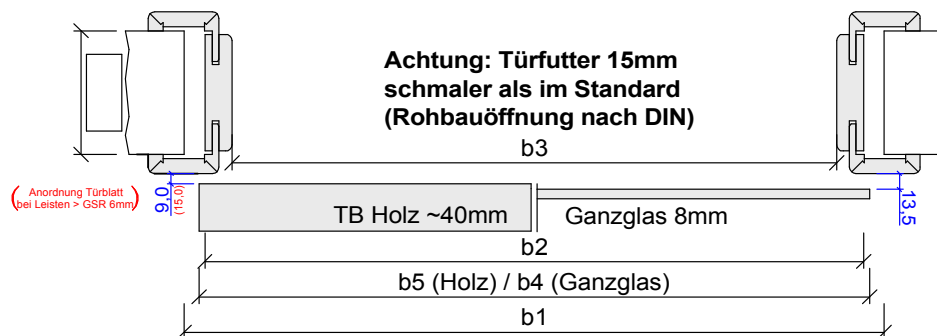 Achtung: Türfutter 15mm
schmaler als im Standard
(Rohbauöffnung nach DIN)
b3
(Anordnung Türblatt
bei Leisten > GSR 6mm)
9,0
(15,0)
TB Holz ~40mm
Ganzglas 8mm
13,5
b2
b5 (Holz) / b4 (Ganzglas)
b1